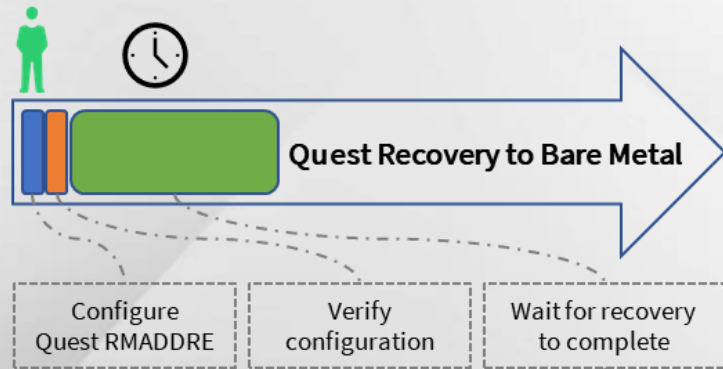 Quest Recovery to Bare Metal
Configure
Quest RMADDRE
Verify
configuration
Wait for recovery
to complete